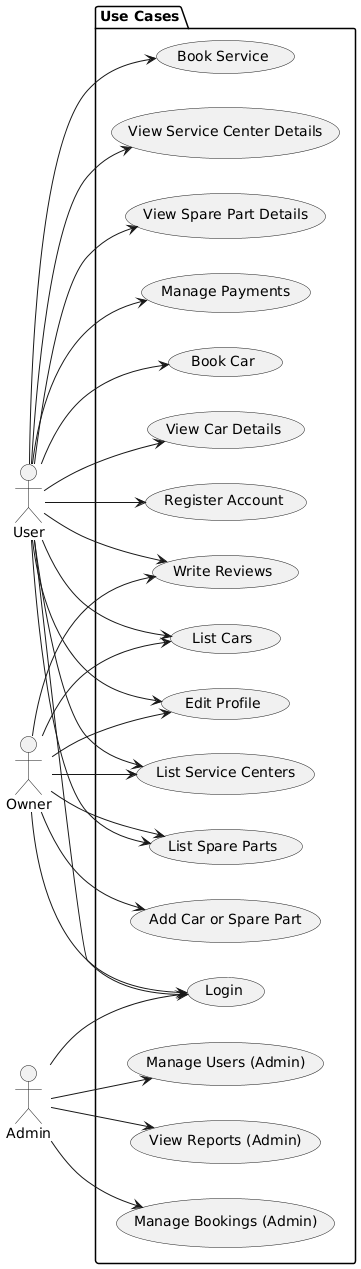 Use Cases
Book Service
View Service Center Details
View Spare Part Details
Manage Payments
Book Car
View Car Details
User
Register Account
Write Reviews
List Cars
Edit Profile
Owner
List Service Centers
List Spare Parts
Add Car or Spare Part
Login
Manage Users (Admin)
Admin
View Reports (Admin)
Manage Bookings (Admin)